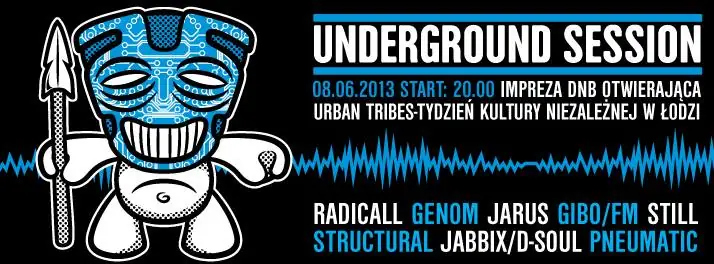 UNDERGROUND SESSION
08.06.2013 START: 20.00 IMPREZA DNB OTWIERAJĄCA
URBAN TRIBES-TYDZIEŃ KULTURY NIEZALEŻNEJ W ŁODZI
RADICALL GENOM JARUS GIBO/FM STILL
STRUCTURAL JABBIX/D-SOUL PNEUMATIC